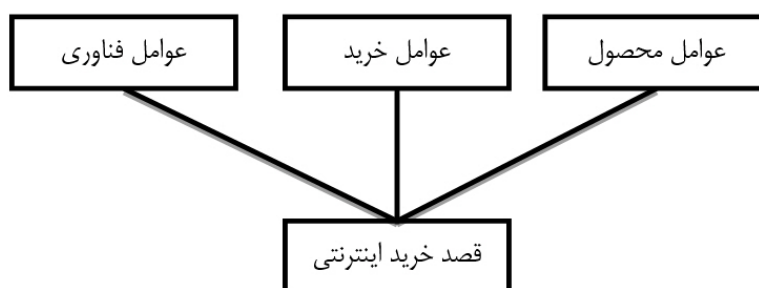 عوامل محصول
عوامل خرید
عوامل فناوری
قصد خرید اینترنتی